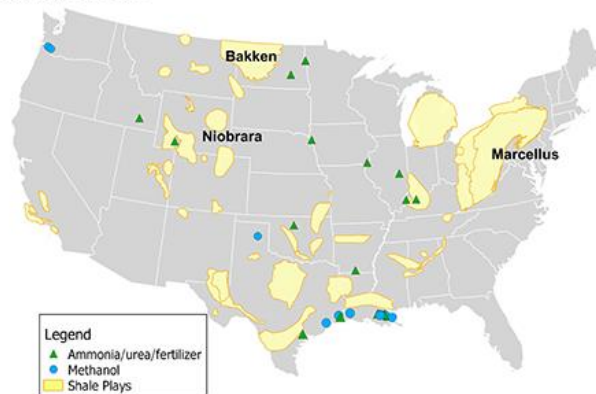 Bakken
Niobrara
Marcellus
Legend
Ammonia/urea/fertilizer
Methanol
Shale Plays